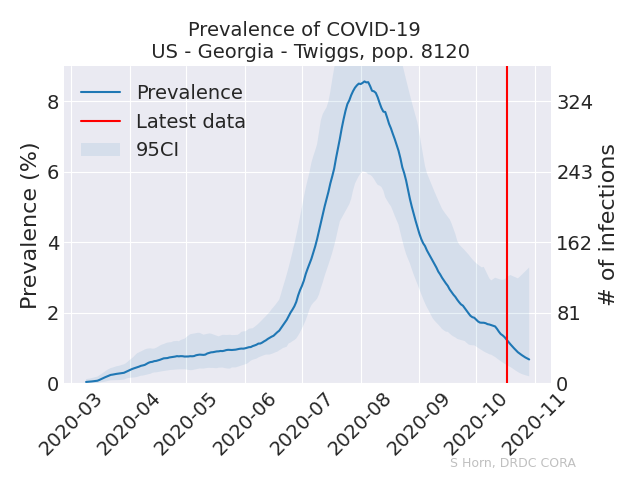 Prevalence of COVID-19
US - Georgia - Twiggs, pop. 8120
Prevalence
Latest data
95CI
Prevalence (%)
8
6
4
2
0
# of infections
324
243
162
81
0
2020-03
2020-04
2020-05
2020-06
2020-07
2020-08
2020-09
2020-10
2020-11
S Horn, DRDC CORA